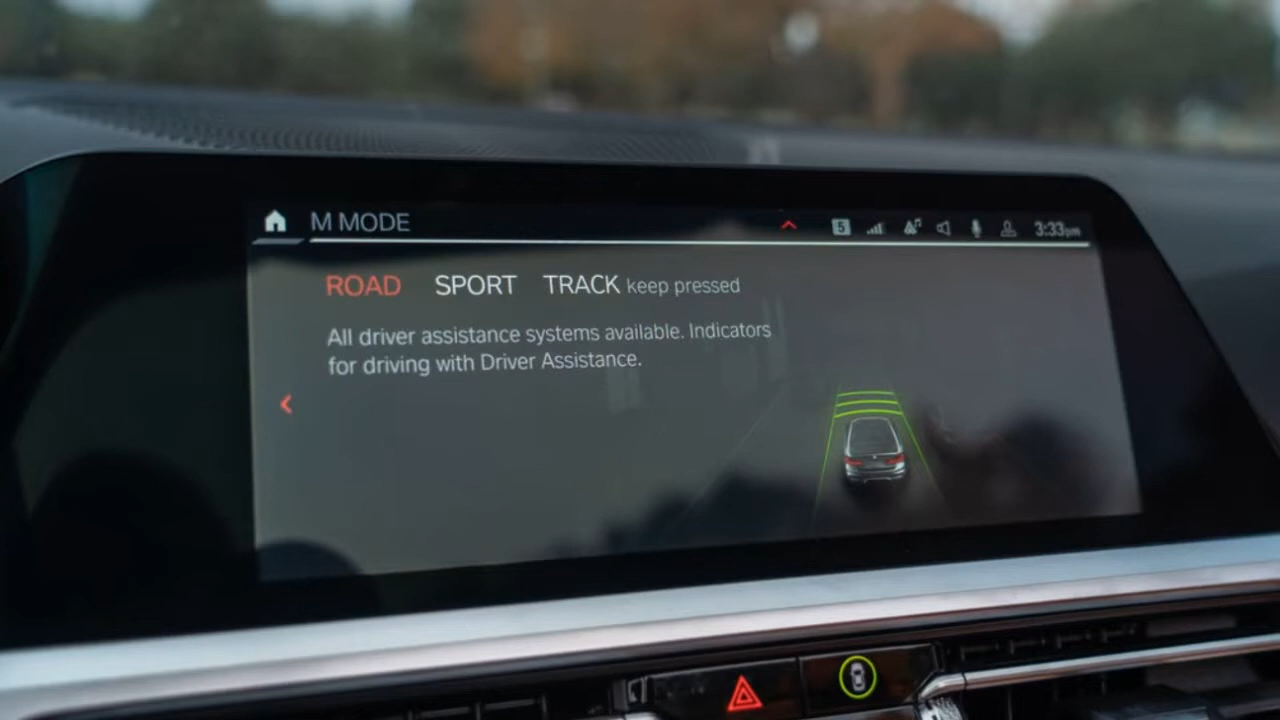 M MODE
5 3:33pm
ROAD SPORT TRACK keep pressed
All driver assistance systems available. Indicators
for driving with Driver Assistance.